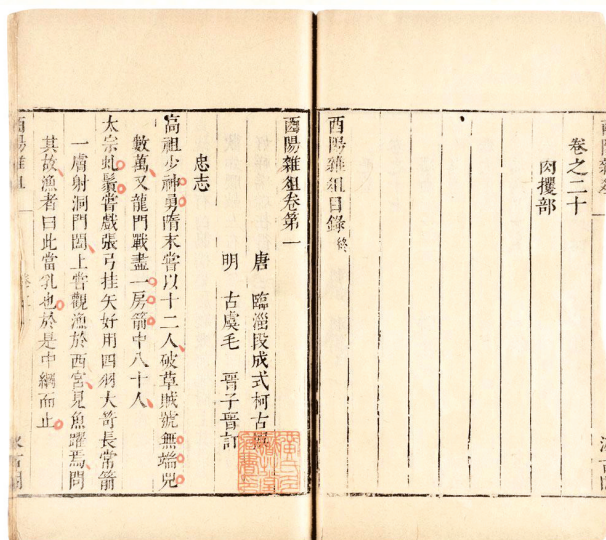 卷之二十
肉攫部
酉陽雜俎目錄 終
酉陽雜俎卷第一
唐 臨淄段成式柯古
明 古虞毛 晉子晉訂
忠志
高祖少神勇隋末嘗以十二人破草賊號無端兒
數萬又龍門戰盡一房箭中八十人
太宗虬鬚嘗戲張弓挂矢好用四羽大笴長常箭
一膚射洞門闔上嘗觀漁於西宮見魚躍焉問
其故漁者曰此當乳也於是中網而止
酉陽雜俎